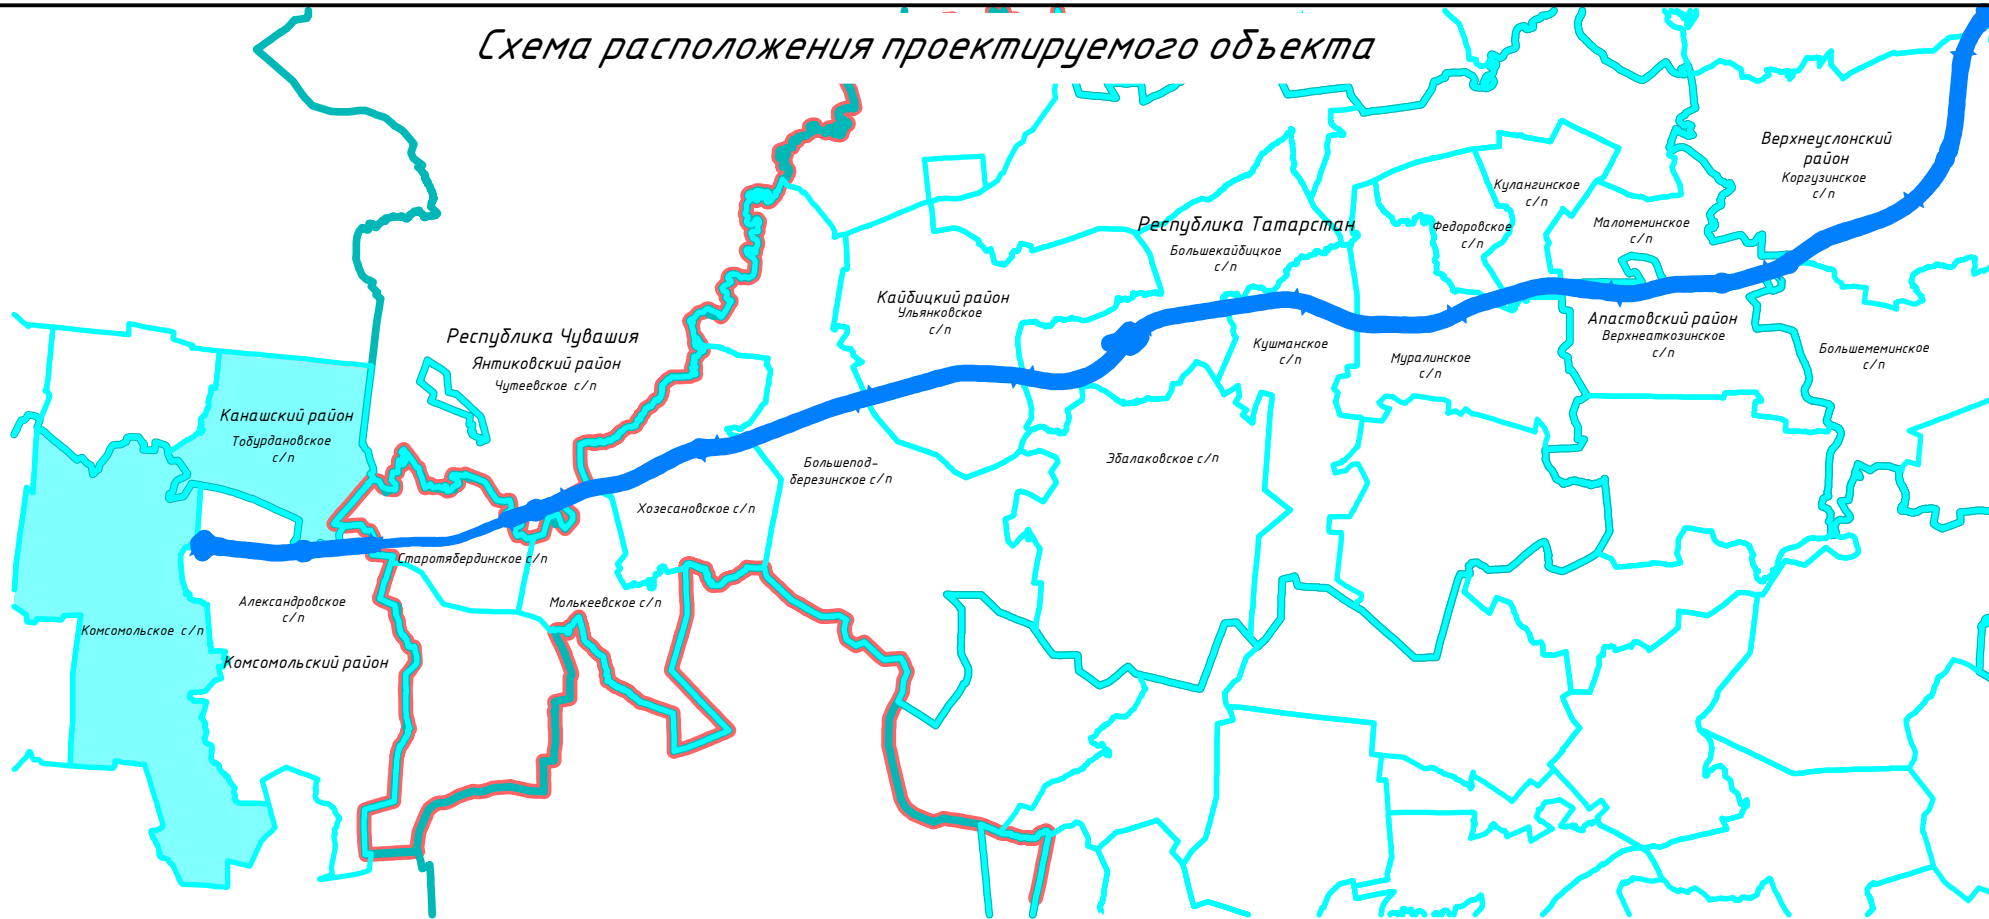 Схема расположения проектируемого объекта
Верхнеуслонский
район
Коргузинское
с/п
Кулангинское
с/п
Маломеминское
с/п
Республика Татарстан
Федоровское
с/п
Большекайбицкое
с/п
Кайбицкий район
Ульянковское
с/п
Апастовский район
Верхнеаткозинское
с/п
Республика Чувашия
Янтиковский район
Чутеевское с/п
Кушманское
с/п
Муралинское
с/п
Большемеминское
с/п
Канашский район
Тобурдановское
с/п
Большепод-
березинское с/п
Эбалаковское с/п
Хозесановское с/п
Старотябердинское с/п
Молькеевское с/п
Александровское
с/п
Комсомольское с/п
Комсомольский район